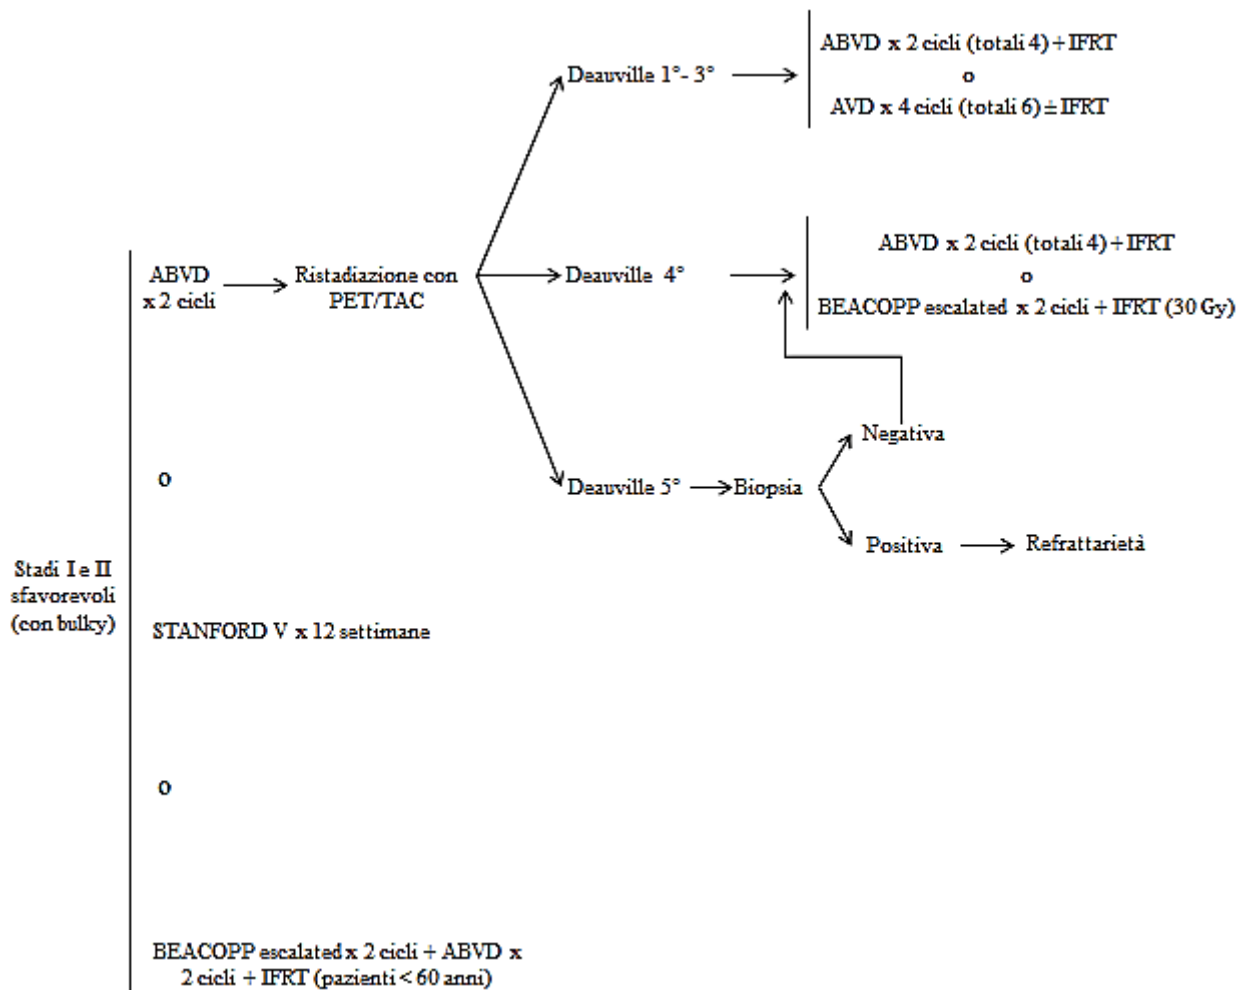 ABVD x 2 cicli (totali 4) + IFRT
o
AVD x 4 cicli (totali 6) ± IFRT
Deauville 1°- 3°
ABVD x 2 cicli (totali 4) + IFRT
o
BEACOPP escalated x 2 cicli + IFRT (30 Gy)
Deauville 4°
ABVD
x 2 cicli
Ristadiazione con
PET/TAC
Negativa
Deauville 5°
Biopsia
Positiva
Refrattarietà
o
Stadi I e II
sfavorevoli
(con bulky)
STANFORD V x 12 settimane
o
BEACOPP escalated x 2 cicli + ABVD x
2 cicli + IFRT (pazienti < 60 anni)